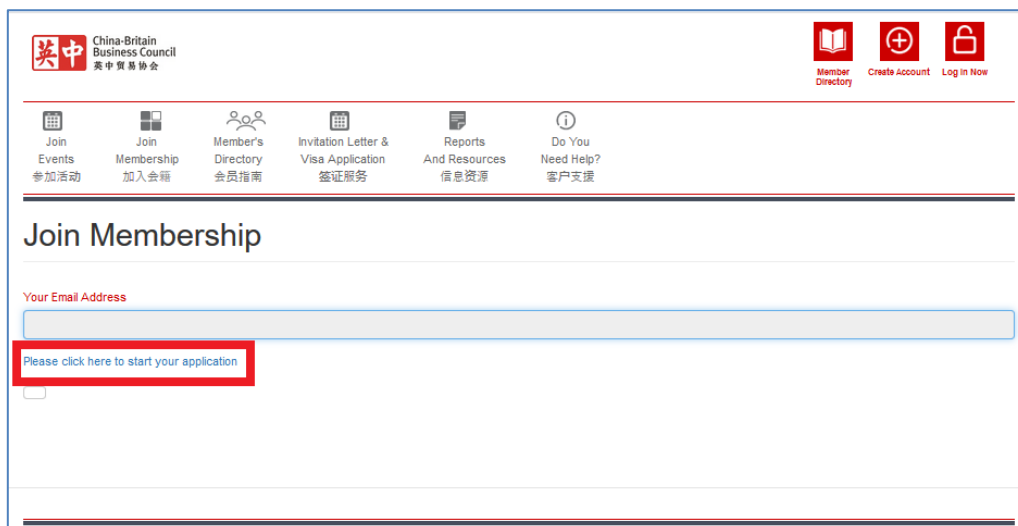 英中
China-Britain
Business Council
英中贸易协会
Member
Directory
Create Account
Log In Now
Join
Events
参加活动
Join
Membership
加入会籍
Member's
Directory
会员指南
Invitation Letter &
Visa Application
签证服务
Reports
And Resources
信息资源
Do You
Need Help?
客户支援
Join Membership
Your Email Address
Please click here to start your application